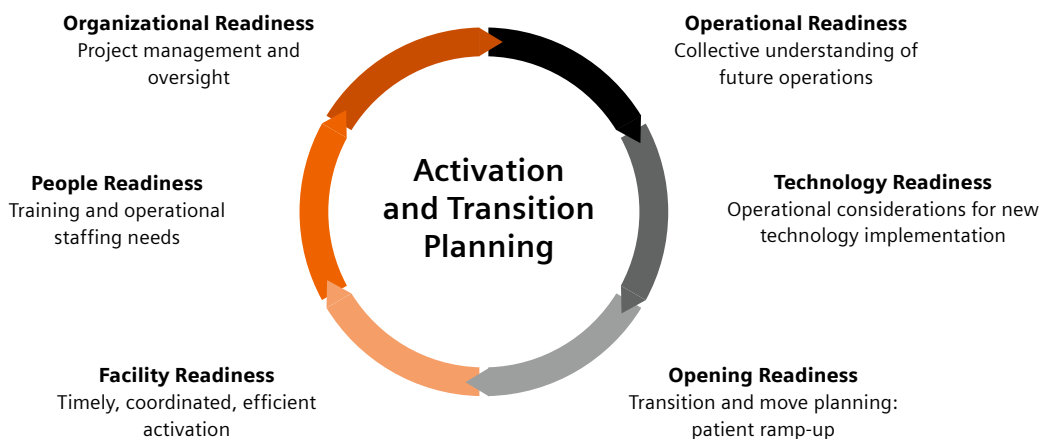 Organizational Readiness
Project management and
oversight
Operational Readiness
Collective understanding of
future operations
People Readiness
Training and operational
staffing needs
Activation
and Transition
Planning
Technology Readiness
Operational considerations for new
technology implementation
Facility Readiness
Timely, coordinated, efficient
activation
Opening Readiness
Transition and move planning:
patient ramp-up